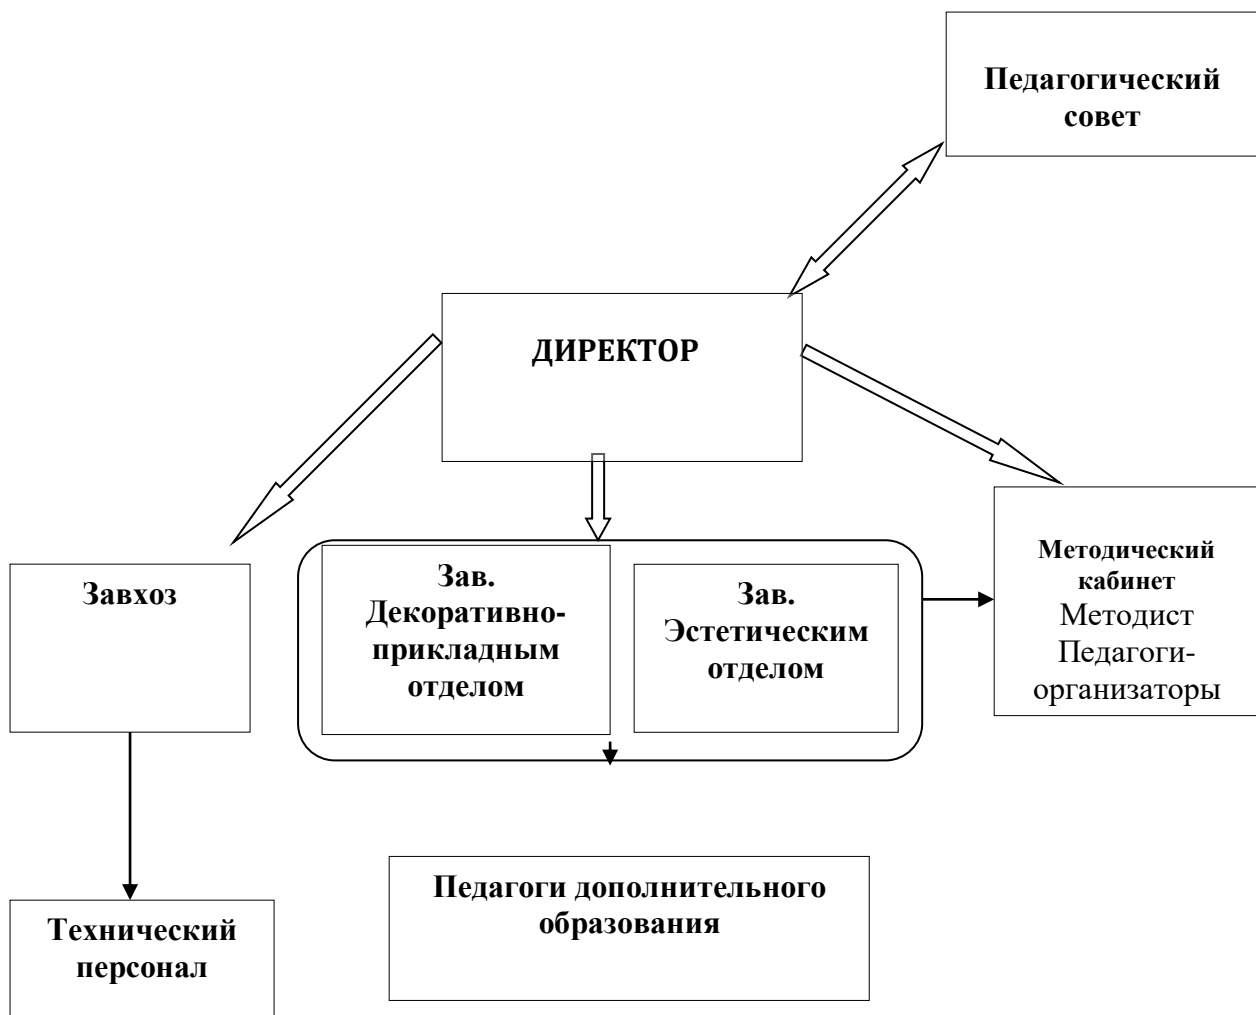 Педагогический
совет
ДИРЕКТОР
Завхоз
Зав.
Декоративно-
прикладным
отделом
Зав.
Эстетическим
отделом
Методический
кабинет
Методист
Педагоги-
организаторы
Педагоги дополнительного
образования
Технический
персонал